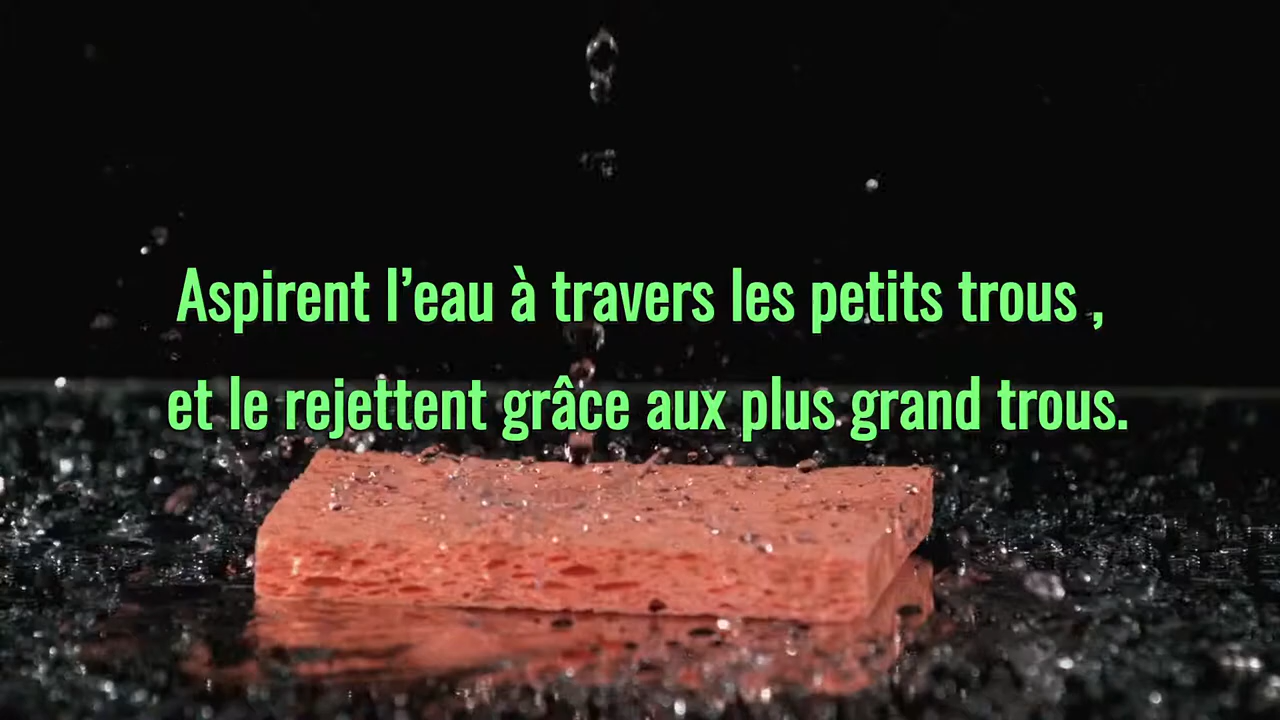 Aspirent l’eau à travers les petits trous ,
et le rejettent grâce aux plus grand trous.